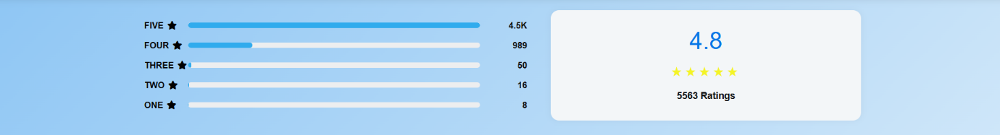 FIVE ★ 4.5K
FOUR ★ 989
THREE ★ 50
TWO ★ 16
ONE ★ 8
4.8
★ ★ ★ ★ ★
5563 Ratings